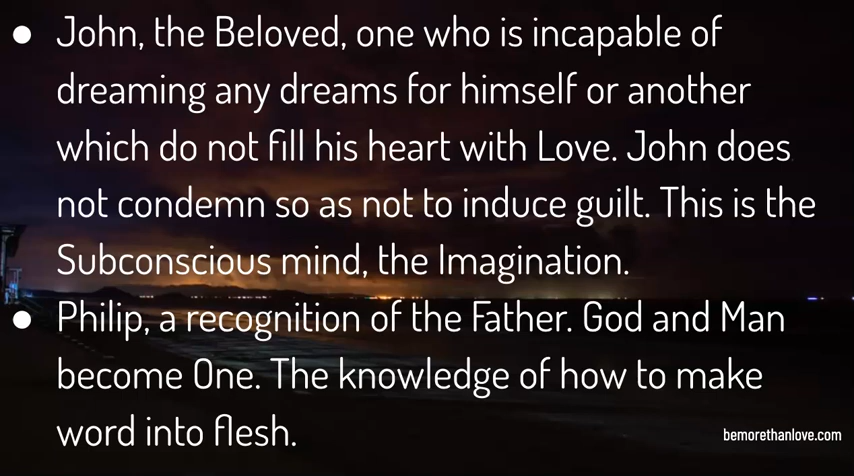 ● John, the Beloved, one who is incapable of
dreaming any dreams for himself or another
which do not fill his heart with Love. John does
not condemn so as not to induce guilt. This is the
Subconscious mind, the Imagination.
● Philip, a recognition of the Father. God and Man
become One. The knowledge of how to make
word into flesh.
bemorethanlove.com